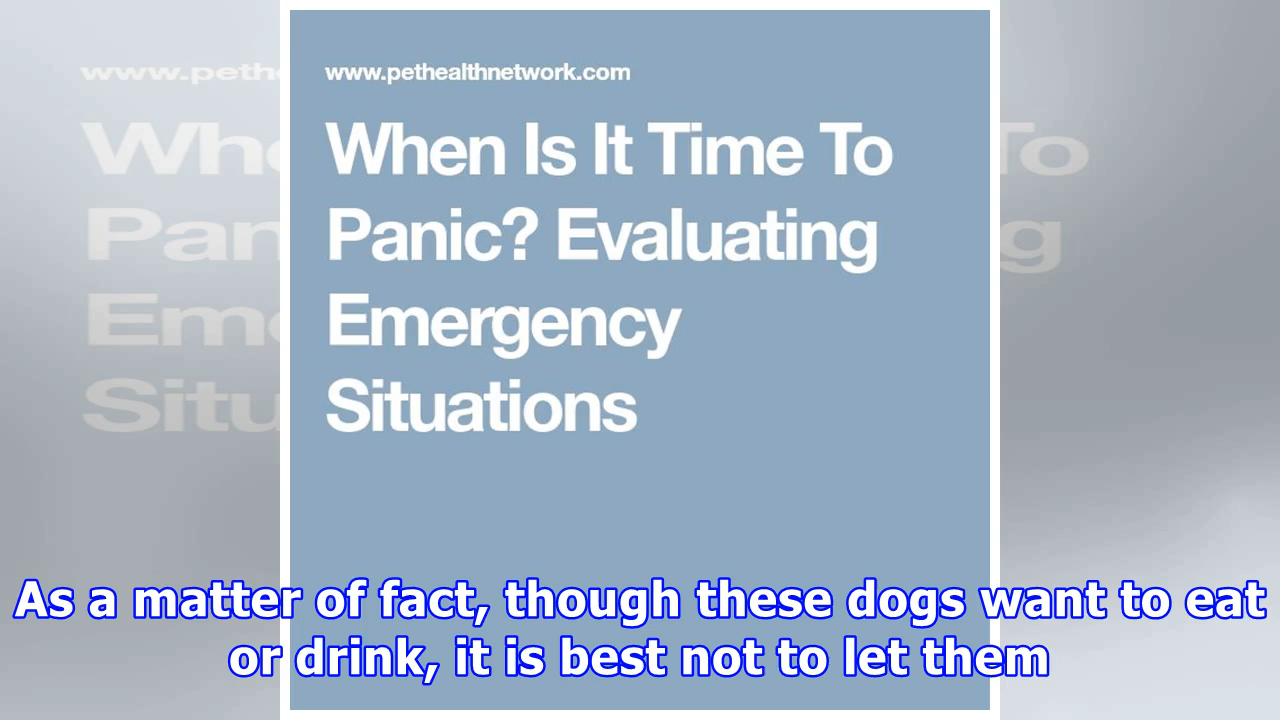 www.pethealthnetwork.com
When Is It Time To
Panic? Evaluating
Emergency
Situations
As a matter of fact, though these dogs want to eat
or drink, it is best not to let them